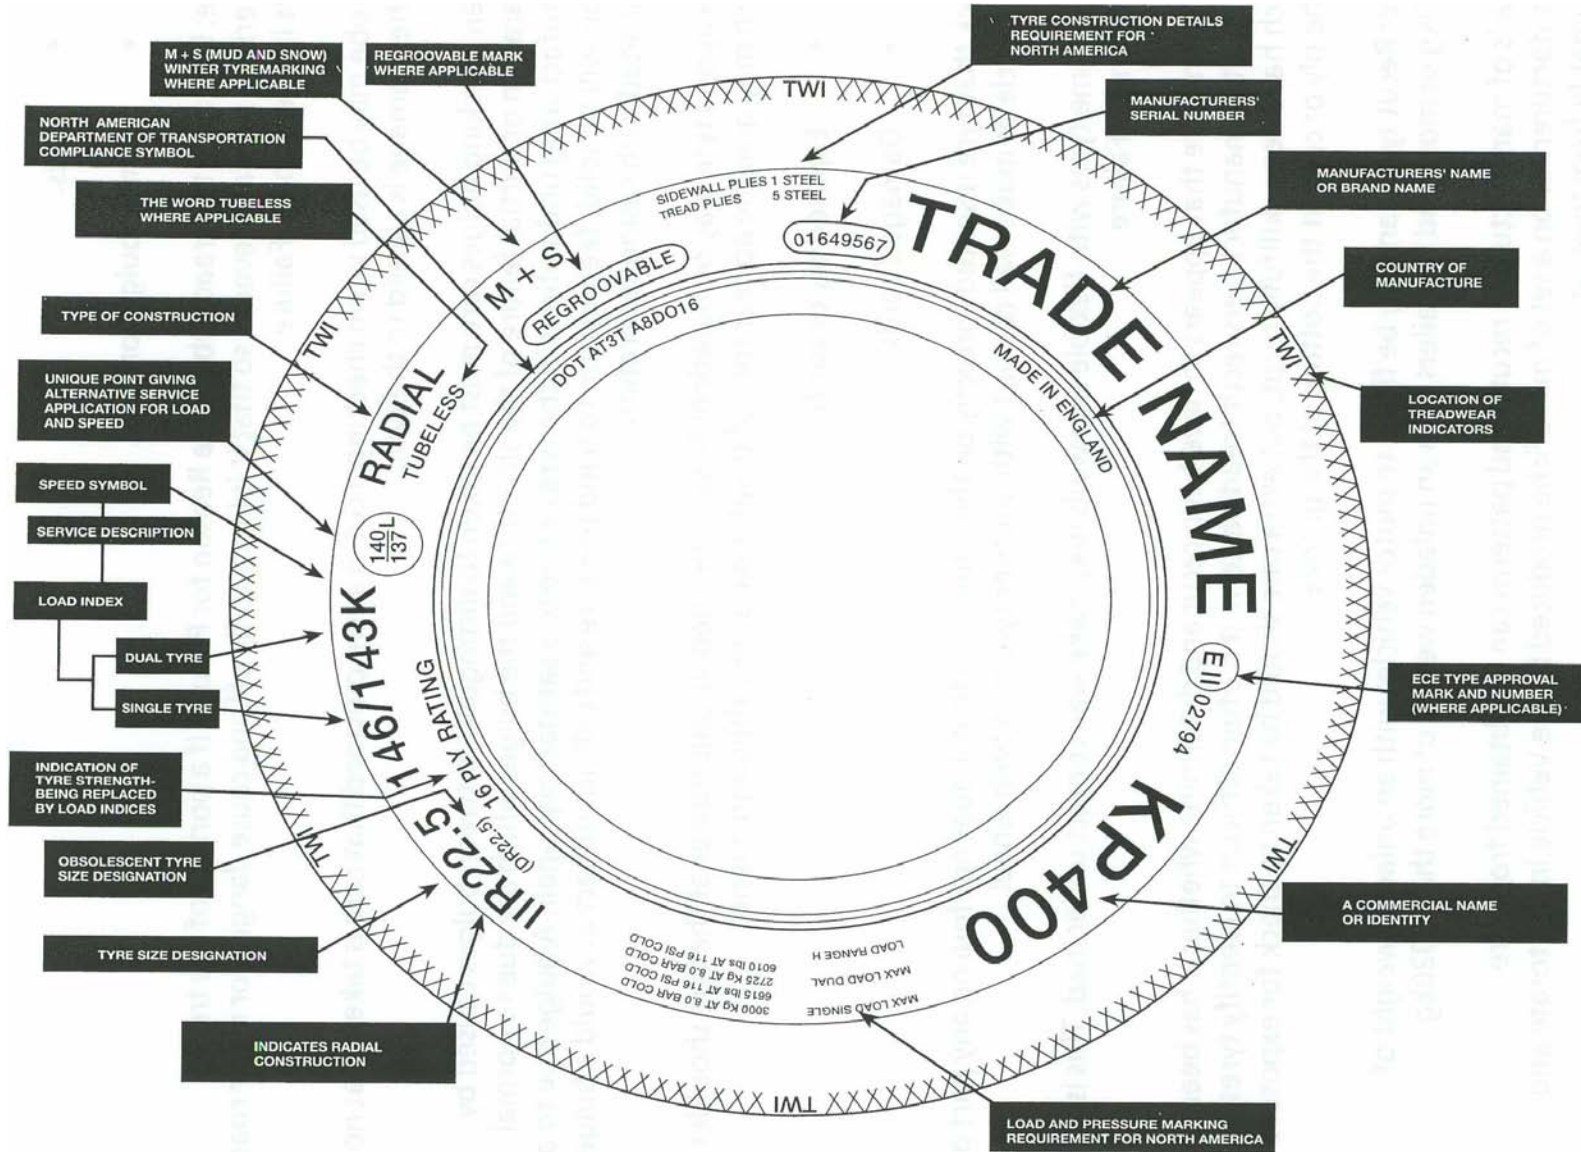 TYRE CONSTRUCTION DETAILS
REQUIREMENT FOR
NORTH AMERICA
M + S (MUD AND SNOW)
WINTER TYREMARKING
WHERE APPLICABLE
REGROOVABLE MARK
WHERE APPLICABLE
MANUFACTURERS'
SERIAL NUMBER
NORTH AMERICAN
DEPARTMENT OF TRANSPORTATION
COMPLIANCE SYMBOL
MANUFACTURERS' NAME
OR BRAND NAME
THE WORD TUBELESS
WHERE APPLICABLE
COUNTRY OF
MANUFACTURE
TYPE OF CONSTRUCTION
UNIQUE POINT GIVING
ALTERNATIVE SERVICE
APPLICATION FOR LOAD
AND SPEED
LOCATION OF
TREADWEAR
INDICATORS
SPEED SYMBOL
SERVICE DESCRIPTION
LOAD INDEX
DUAL TYRE
SINGLE TYRE
ECE TYPE APPROVAL
MARK AND NUMBER
(WHERE APPLICABLE)
INDICATION OF
TYRE STRENGTH-
BEING REPLACED
BY LOAD INDICES
OBSOLESCENT TYRE
SIZE DESIGNATION
A COMMERCIAL NAME
OR IDENTITY
TYRE SIZE DESIGNATION
INDICATES RADIAL
CONSTRUCTION
LOAD AND PRESSURE MARKING
REQUIREMENT FOR NORTH AMERICA
TWI
TWI
TWI
TWI
TWI
TWI
SIDEWALL PLIES 1 STEEL
TREAD PLIES 5 STEEL
01649567
TRADE NAME
MADE IN ENGLAND
E II 02794
KP400
MAX LOAD SINGLE
3000 Kg AT 8.0 BAR COLD
6615 lbs AT 116 PSI COLD
MAX LOAD DUAL
2725 Kg AT 8.0 BAR COLD
6010 lbs AT 116 PSI COLD
LOAD RANGE H
IIR22.5/146/143K
(DR22.5) 16 PLY RATING
140
137
L
RADIAL
TUBELESS
M + S
REGROOVABLE
DOT AT3T A8DO16